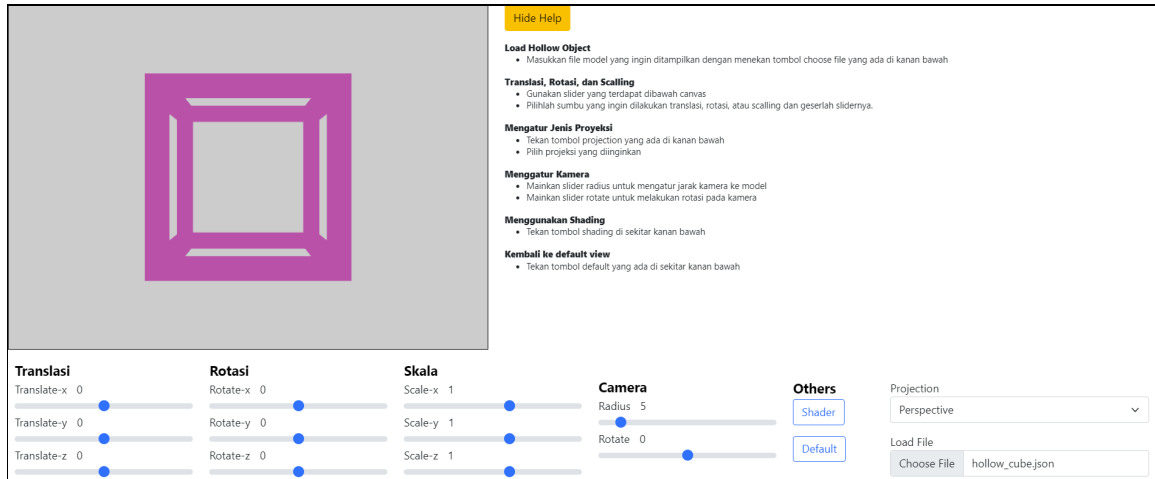 Hide Help
Load Hollow Object
• Masukkan file model yang ingin ditampilkan dengan menekan tombol choose file yang ada di kanan bawah
Translasi, Rotasi, dan Scalling
• Gunakan slider yang terdapat dibawah canvas
• Pilihlah sumbu yang ingin dilakukan translasi, rotasi, atau scalling dan geserlah slidernya.
Mengatur Jenis Proyeksi
• Tekan tombol projection yang ada di kanan bawah
• Pilih projeksi yang diinginkan
Menggatur Kamera
• Mainkan slider radius untuk mengatur jarak kamera ke model
• Mainkan slider rotate untuk melakukan rotasi pada kamera
Menggunakan Shading
• Tekan tombol shading di sekitar kanan bawah
Kembali ke default view
• Tekan tombol default yang ada di sekitar kanan bawah
Translasi
Translate-x 0
Translate-y 0
Translate-z 0
Rotasi
Rotate-x 0
Rotate-y 0
Rotate-z 0
Skala
Scale-x 1
Scale-y 1
Scale-z 1
Camera
Radius 5
Rotate 0
Others
Shader
Default
Projection
Perspective
Load File
Choose File hollow_cube.json